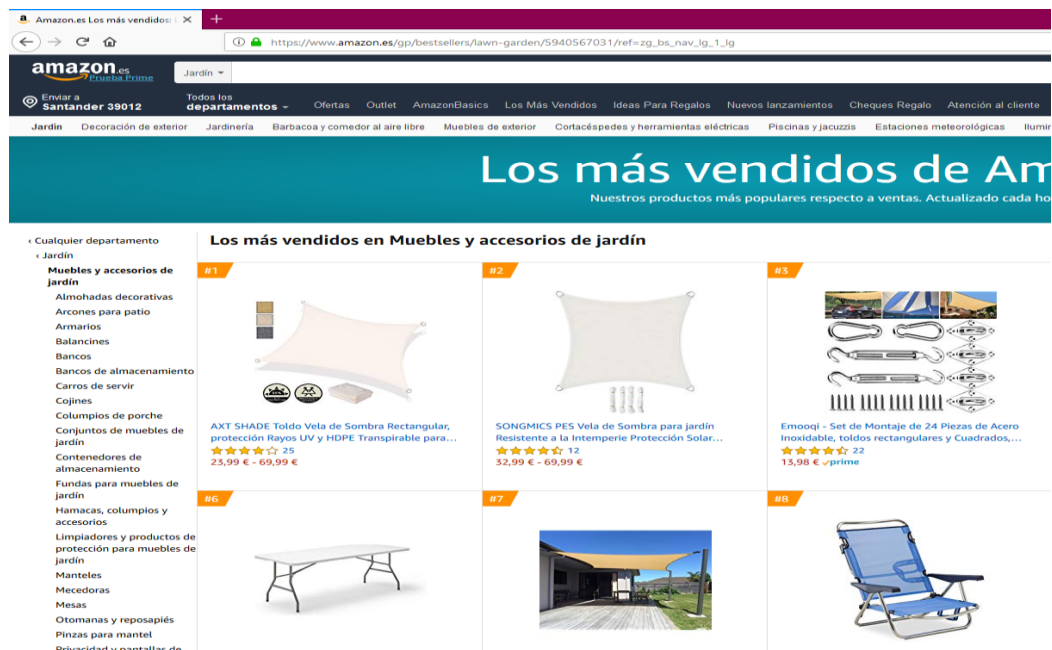 Amazon.es Los más vendidos:
https://www.amazon.es/gp/bestsellers/lawn-garden/5940567031/ref=zg_bs_nav_lg_1_lg
amazon.es
Prueba Prime
Jardín
Enviar a
Santander 39012
Todos los
departamentos
Ofertas Outlet AmazonBasics Los Más Vendidos Ideas Para Regalos Nuevos lanzamientos Cheques Regalo Atención al cliente
Jardín Decoración de exterior Jardinería Barbacoa y comedor al aire libre Muebles de exterior Cortacéspedes y herramientas eléctricas Piscinas y jacuzzis Estaciones meteorológicas Ilumin
Los más vendidos de Am
Nuestros productos más populares respecto a ventas. Actualizado cada ho
‹ Cualquier departamento
‹ Jardín
Muebles y accesorios de
jardín
Almohadas decorativas
Arcones para patio
Armarios
Balancines
Bancos
Bancos de almacenamiento
Carros de servir
Cojines
Columpios de porche
Conjuntos de muebles de
jardín
Contenedores de
almacenamiento
Fundas para muebles de
jardín
Hamacas, columpios y
accesorios
Limpiadores y productos de
protección para muebles de
jardín
Manteles
Mecedoras
Mesas
Otomanas y reposapiés
Pinzas para mantel
Privacidad y pantallas de
Los más vendidos en Muebles y accesorios de jardín
#1
AXT SHADE Toldo Vela de Sombra Rectangular,
protección Rayos UV y HDPE Transpirable para...
25
23,99 € - 69,99 €
#2
SONGMICS PES Vela de Sombra para jardín
Resistente a la Intemperie Protección Solar...
12
32,99 € - 69,99 €
#3
Emooqi - Set de Montaje de 24 Piezas de Acero
Inoxidable, toldos rectangulares y Cuadrados,...
22
13,98 € prime
#6
#7
#8